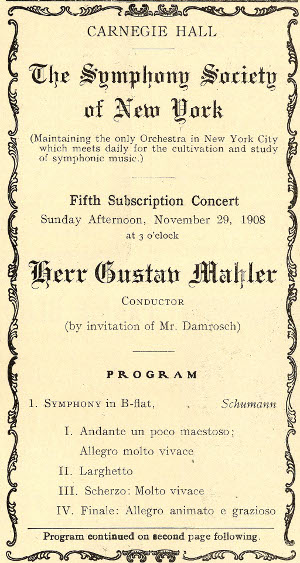 CARNEGIE HALL
The Symphony Society
of New York
(Maintaining the only Orchestra in New York City
which meets daily for the cultivation and study
of symphonic music.)
Fifth Subscription Concert
Sunday Afternoon, November 29, 1908
at 3 o'clock
Herr Gustav Mahler
CONDUCTOR
(by invitation of Mr. Damrosch)
PROGRAM
1. SYMPHONY in B-flat, Schumann
I. Andante un poco maestoso;
Allegro molto vivace
II. Larghetto
III. Scherzo: Molto vivace
IV. Finale: Allegro animato e grazioso
Program continued on second page following.